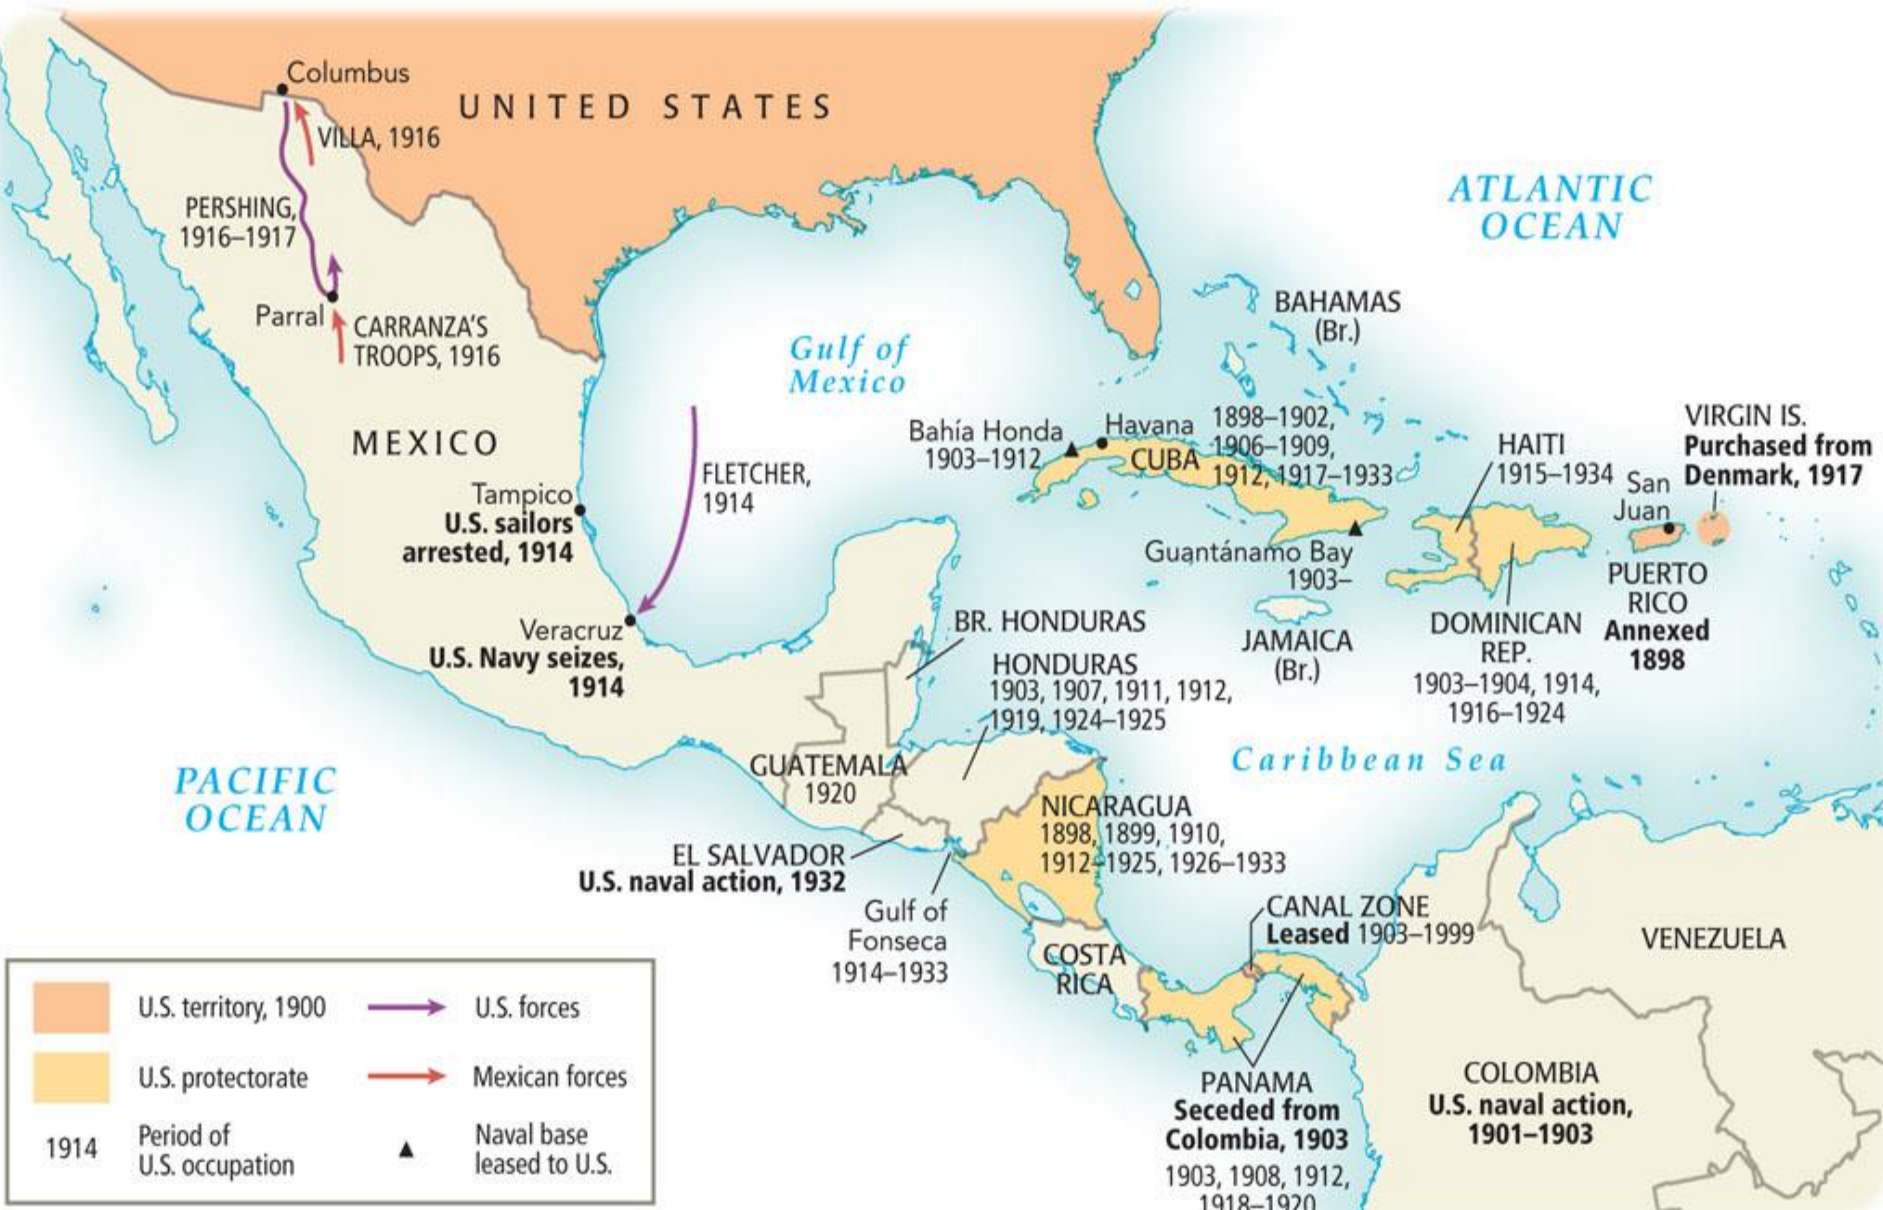 Columbus
UNITED STATES
VILLA, 1916
PERSHING,
1916–1917
Parral
CARRANZA'S
TROOPS, 1916
MEXICO
Tampico
U.S. sailors
arrested, 1914
Veracruz
U.S. Navy seizes,
1914
Gulf of
Mexico
FLETCHER,
1914
ATLANTIC
OCEAN
BAHAMAS
(Br.)
Bahía Honda
1903–1912
Havana
CUBA
1898–1902,
1906–1909,
1912, 1917–1933
Guantánamo Bay
1903–
JAMAICA
(Br.)
HAITI
1915–1934
DOMINICAN
REP.
1903–1904, 1914,
1916–1924
San
Juan
PUERTO
RICO
Annexed
1898
VIRGIN IS.
Purchased from
Denmark, 1917
BR. HONDURAS
HONDURAS
1903, 1907, 1911, 1912,
1919, 1924–1925
Caribbean Sea
PACIFIC
OCEAN
GUATEMALA
1920
EL SALVADOR
U.S. naval action, 1932
Gulf of
Fonseca
1914–1933
NICARAGUA
1898, 1899, 1910,
1912–1925, 1926–1933
COSTA
RICA
CANAL ZONE
Leased 1903–1999
PANAMA
Seceded from
Colombia, 1903
1903, 1908, 1912,
1918–1920
VENEZUELA
COLOMBIA
U.S. naval action,
1901–1903
U.S. territory, 1900
U.S. forces
U.S. protectorate
Mexican forces
1914
Period of
U.S. occupation
Naval base
leased to U.S.